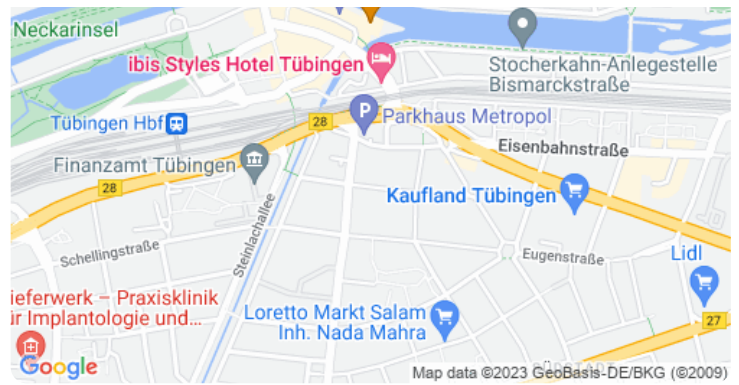 Neckarinsel
ibis Styles Hotel Tübingen
Stocherkahn-Anlegestelle
Bismarckstraße
P
Parkhaus Metropol
Tübingen Hbf
28
Eisenbahnstraße
Finanzamt Tübingen
28
Kaufland Tübingen
Steinlachallee
Schellingstraße
Eugenstraße
Lidl
ieferwerk – Praxisklinik
ür Implantologie und...
Loretto Markt Salam
Inh. Nada Mahra
27
Google
Map data ©2023 GeoBasis-DE/BKG (©2009)